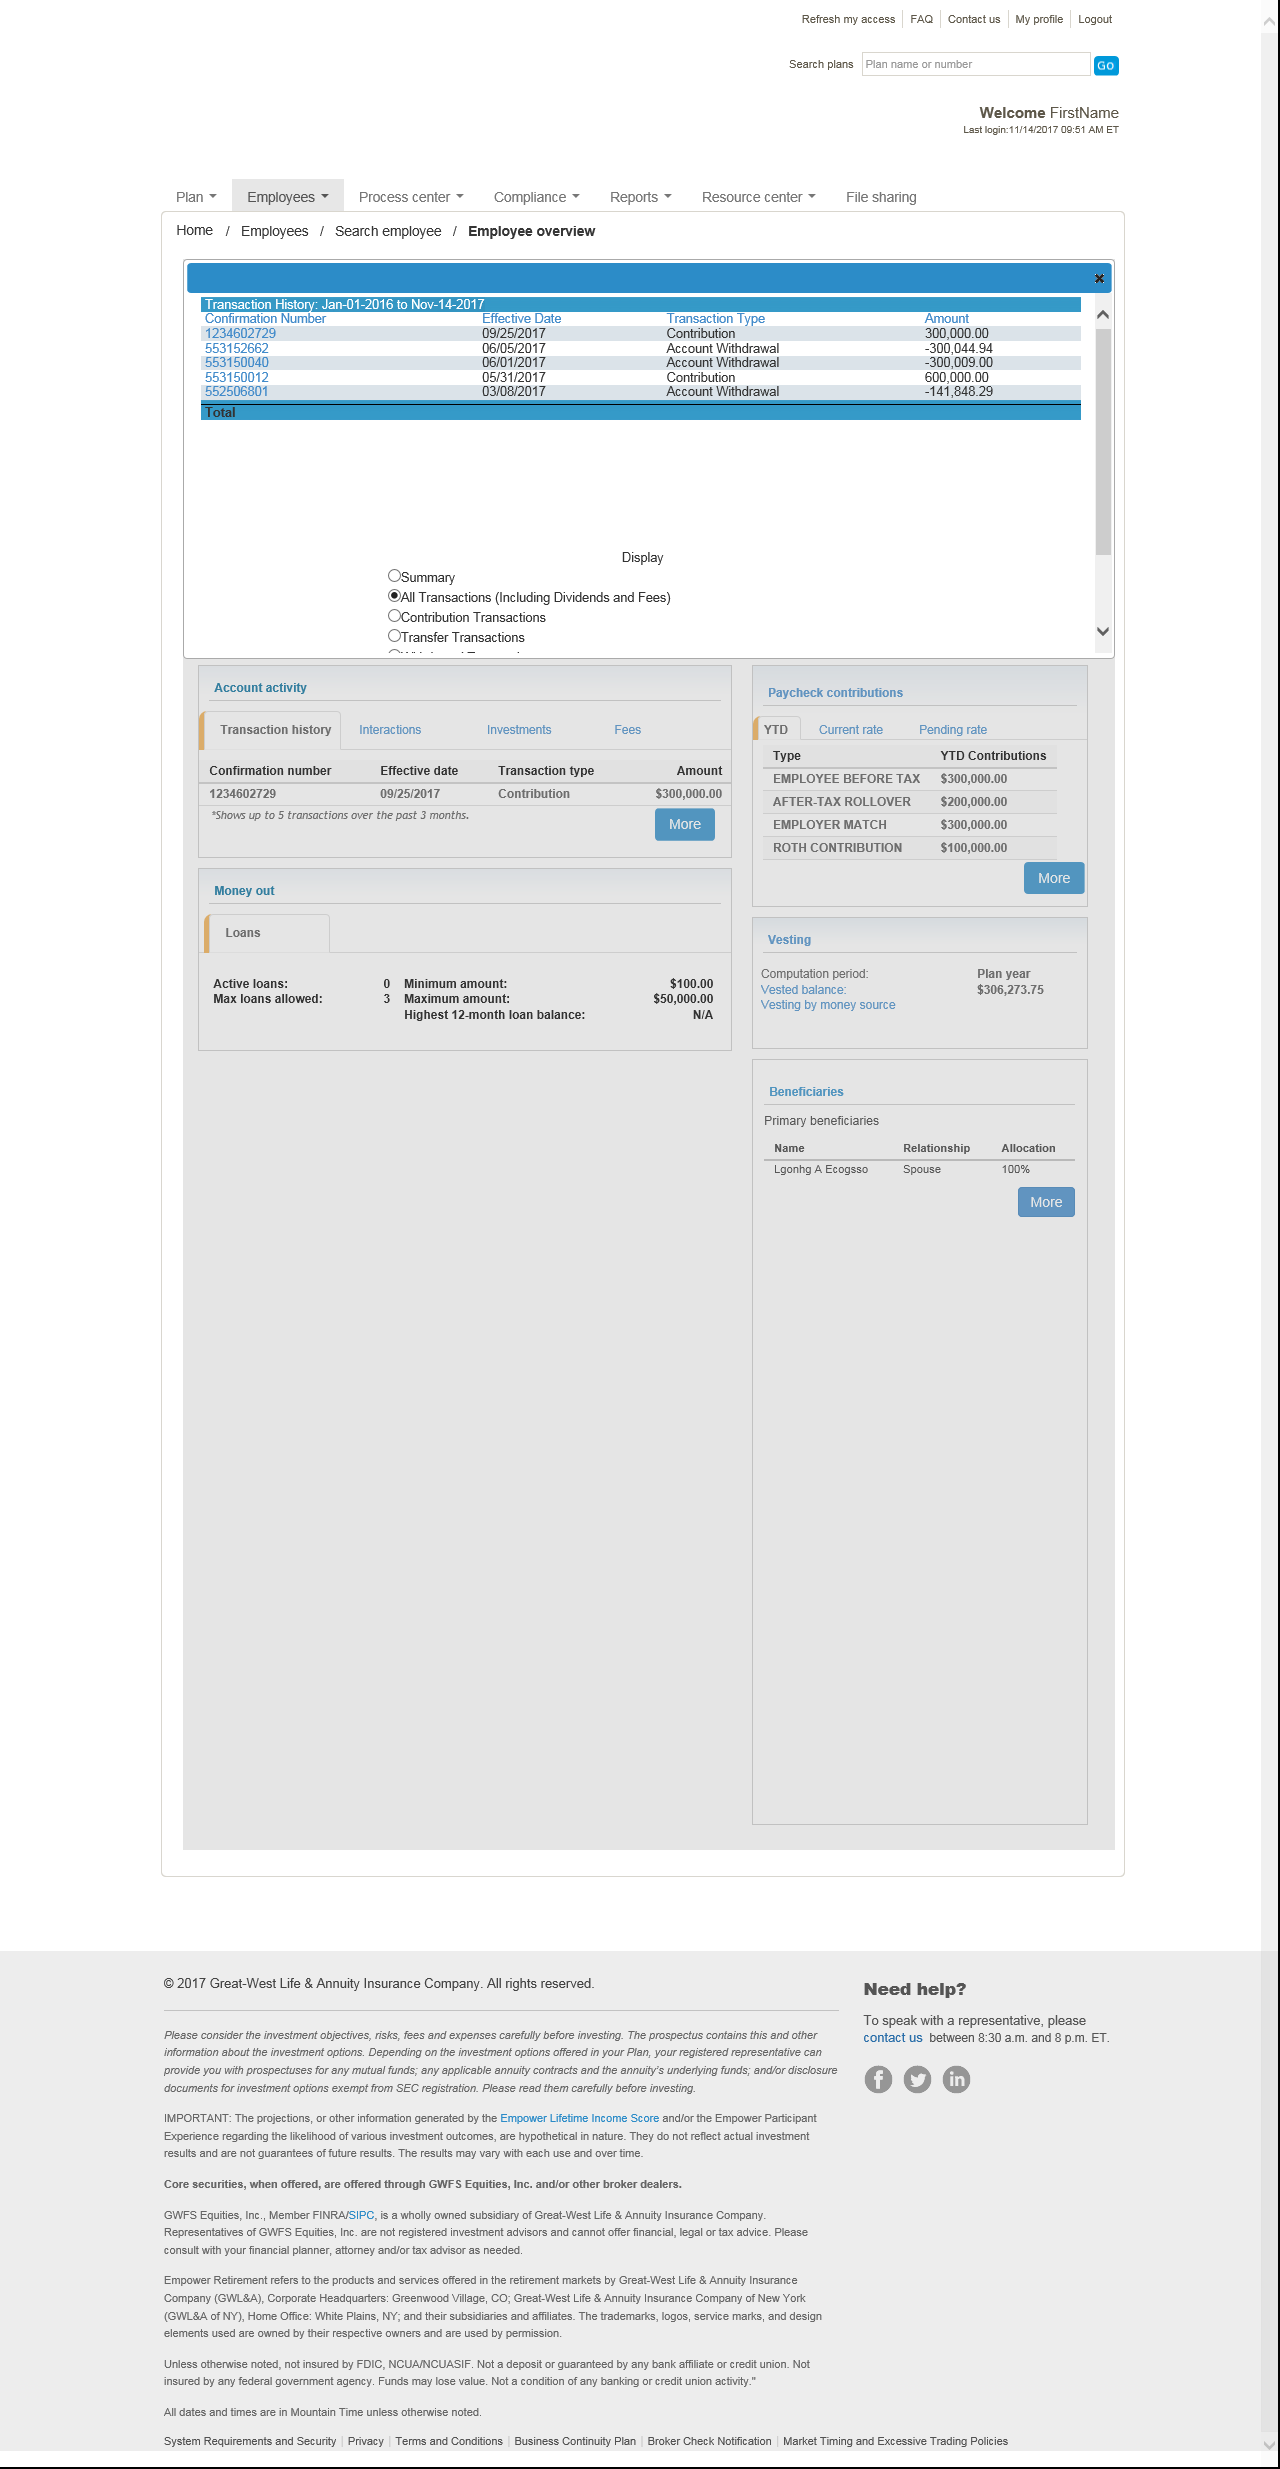 Refresh my access FAQ Contact us My profile Logout
Search plans Plan name or number Go
Welcome FirstName
Last login:11/14/2017 09:51 AM ET
Plan Employees Process center Compliance Reports Resource center File sharing
Home / Employees / Search employee / Employee overview
Transaction History: Jan-01-2016 to Nov-14-2017
Confirmation Number Effective Date Transaction Type Amount
1234602729 09/25/2017 Contribution 300,000.00
553152662 06/05/2017 Account Withdrawal -300,044.94
553150040 06/01/2017 Account Withdrawal -300,009.00
553150012 05/31/2017 Contribution 600,000.00
552506801 03/08/2017 Account Withdrawal -141,848.29
Total
Display
Summary
All Transactions (Including Dividends and Fees)
Contribution Transactions
Transfer Transactions
Account activity
Transaction history Interactions Investments Fees
Confirmation number Effective date Transaction type Amount
1234602729 09/25/2017 Contribution $300,000.00
*Shows up to 5 transactions over the past 3 months.
More
Money out
Loans
Active loans: 0 Minimum amount: $100.00
Max loans allowed: 3 Maximum amount: $50,000.00
Highest 12-month loan balance: N/A
Paycheck contributions
YTD Current rate Pending rate
Type YTD Contributions
EMPLOYEE BEFORE TAX $300,000.00
AFTER-TAX ROLLOVER $200,000.00
EMPLOYER MATCH $300,000.00
ROTH CONTRIBUTION $100,000.00
More
Vesting
Computation period: Plan year
Vested balance: $306,273.75
Vesting by money source
Beneficiaries
Primary beneficiaries
Name Relationship Allocation
Lgonhg A Ecogsso Spouse 100%
More
© 2017 Great-West Life & Annuity Insurance Company. All rights reserved.
Please consider the investment objectives, risks, fees and expenses carefully before investing. The prospectus contains this and other
information about the investment options. Depending on the investment options offered in your Plan, your registered representative can
provide you with prospectuses for any mutual funds; any applicable annuity contracts and the annuity's underlying funds; and/or disclosure
documents for investment options exempt from SEC registration. Please read them carefully before investing.
IMPORTANT: The projections, or other information generated by the Empower Lifetime Income Score and/or the Empower Participant
Experience regarding the likelihood of various investment outcomes, are hypothetical in nature. They do not reflect actual investment
results and are not guarantees of future results. The results may vary with each use and over time.
Core securities, when offered, are offered through GWFS Equities, Inc. and/or other broker dealers.
GWFS Equities, Inc., Member FINRA/SIPC, is a wholly owned subsidiary of Great-West Life & Annuity Insurance Company.
Representatives of GWFS Equities, Inc. are not registered investment advisors and cannot offer financial, legal or tax advice. Please
consult with your financial planner, attorney and/or tax advisor as needed.
Empower Retirement refers to the products and services offered in the retirement markets by Great-West Life & Annuity Insurance
Company (GWL&A), Corporate Headquarters: Greenwood Village, CO; Great-West Life & Annuity Insurance Company of New York
(GWL&A of NY), Home Office: White Plains, NY; and their subsidiaries and affiliates. The trademarks, logos, service marks, and design
elements used are owned by their respective owners and are used by permission.
Unless otherwise noted, not insured by FDIC, NCUA/NCUASIF. Not a deposit or guaranteed by any bank affiliate or credit union. Not
insured by any federal government agency. Funds may lose value. Not a condition of any banking or credit union activity."
All dates and times are in Mountain Time unless otherwise noted.
System Requirements and Security | Privacy | Terms and Conditions | Business Continuity Plan | Broker Check Notification | Market Timing and Excessive Trading Policies
Need help?
To speak with a representative, please
contact us between 8:30 a.m. and 8 p.m. ET.